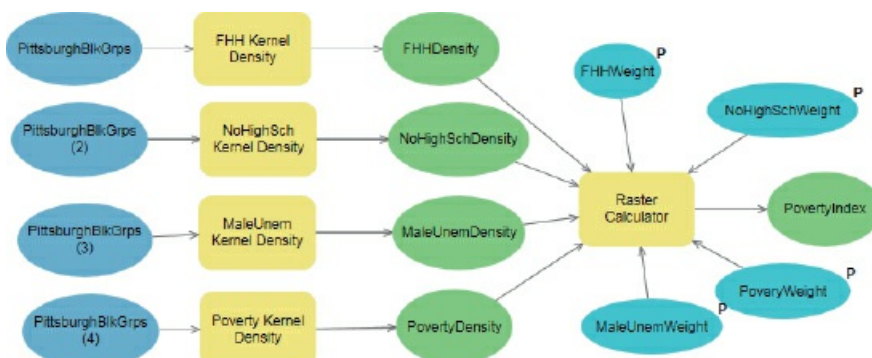 PittsburghBlkGrps
FHH Kernel
Density
FHHDensity
P
FHHWeight
P
NoHighSchWeight
PittsburghBlkGrps
(2)
NoHighSch
Kernel Density
NoHighSchDensity
Raster
Calculator
PovertyIndex
PittsburghBlkGrps
(3)
MaleUnem
Kernel Density
MaleUnemDensity
P
PoveryWeight
P
MaleUnemWeight
PittsburghBlkGrps
(4)
Poverty Kernel
Density
PovertyDensity